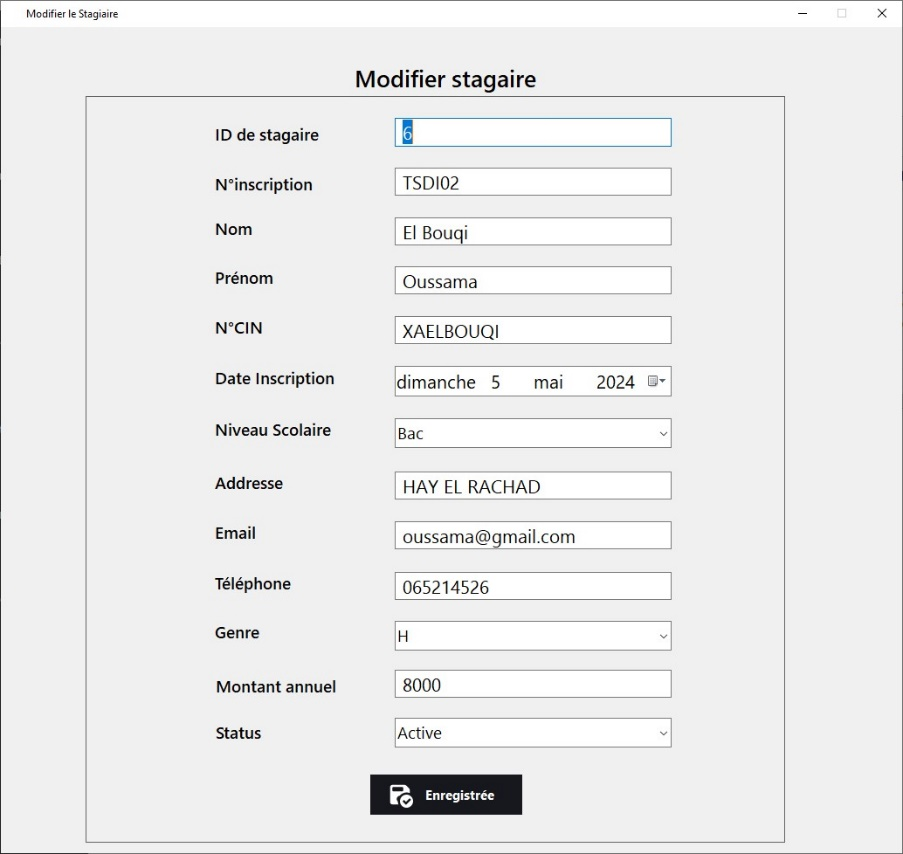 Modifier le Stagiaire
Modifier stagaire
ID de stagaire 6
N°inscription TSDI02
Nom El Bouqi
Prénom Oussama
N°CIN XAELBOUQI
Date Inscription dimanche 5 mai 2024
Niveau Scolaire Bac
Addresse HAY EL RACHAD
Email oussama@gmail.com
Téléphone 065214526
Genre H
Montant annuel 8000
Status Active
Enregistrée